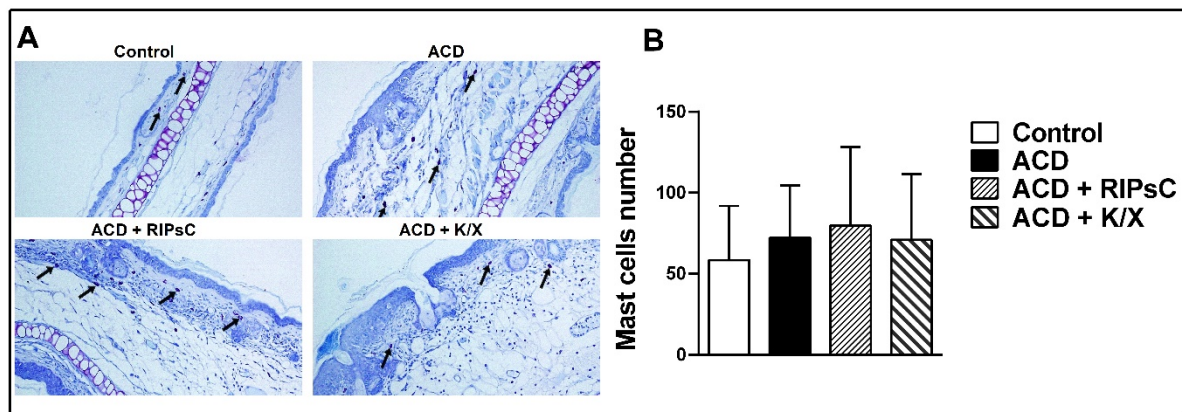 A
Control
ACD
ACD + RIPsC
ACD + K/X
B
Mast cells number
150
100
50
0
Control
ACD
ACD + RIPsC
ACD + K/X